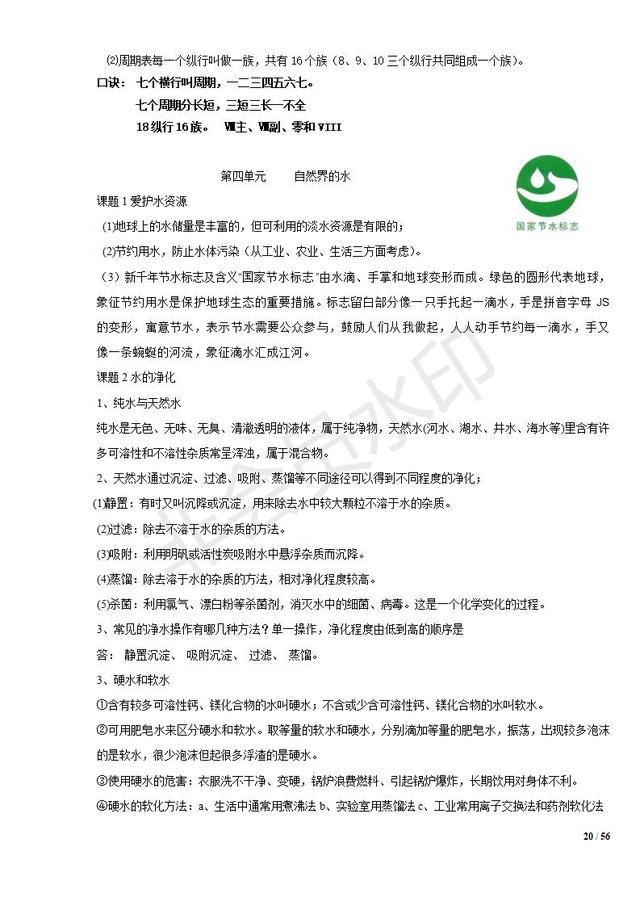 ⑵周期表每一个纵行叫做一族，共有16个族（8、9、10三个纵行共同组成一个族）。
口诀： 七个横行叫周期，一二三四五六七。
七个周期分长短，三短三长一不全
18纵行16族。 Ⅷ主、Ⅷ副、零和VIII
第四单元 自然界的水
国家节水标志
课题1爱护水资源
(1)地球上的水储量是丰富的，但可利用的淡水资源是有限的；
(2)节约用水，防止水体污染（从工业、农业、生活三方面考虑）。
（3）新千年节水标志及含义“国家节水标志”由水滴、手掌和地球变形而成。绿色的圆形代表地球，
象征节约用水是保护地球生态的重要措施。标志留白部分像一只手托起一滴水，手是拼音字母 JS
的变形，寓意节水，表示节水需要公众参与，鼓励人们从我做起，人人动手节约每一滴水，手又
像一条蜿蜒的河流，象征滴水汇成江河。
课题2水的净化
1、纯水与天然水
纯水是无色、无味、无臭、清澈透明的液体，属于纯净物，天然水(河水、湖水、井水、海水等)里含有许
多可溶性和不溶性杂质常呈浑浊，属于混合物。
2、天然水通过沉淀、过滤、吸附、蒸馏等不同途径可以得到不同程度的净化；
(1)静置：有时又叫沉降或沉淀，用来除去水中较大颗粒不溶于水的杂质。
(2)过滤：除去不溶于水的杂质的方法。
(3)吸附：利用明矾或活性炭吸附水中悬浮杂质而沉降。
(4)蒸馏：除去溶于水的杂质的方法，相对净化程度较高。
(5)杀菌：利用氯气、漂白粉等杀菌剂，消灭水中的细菌、病毒。这是一个化学变化的过程。
3、常见的净水操作有哪几种方法？单一操作，净化程度由低到高的顺序是
答： 静置沉淀、 吸附沉淀、 过滤、 蒸馏。
3、硬水和软水
①含有较多可溶性钙、镁化合物的水叫硬水；不含或少含可溶性钙、镁化合物的水叫软水。
②可用肥皂水来区分硬水和软水。取等量的软水和硬水，分别滴加等量的肥皂水，振荡，出现较多泡沫
的是软水，很少泡沫但起很多浮渣的是硬水。
③使用硬水的危害：衣服洗不干净、变硬，锅炉浪费燃料、引起锅炉爆炸，长期饮用对身体不利。
④硬水的软化方法：a、生活中通常用煮沸法 b、实验室用蒸馏法 c、工业常用离子交换法和药剂软化法
20 / 56
非会员水印